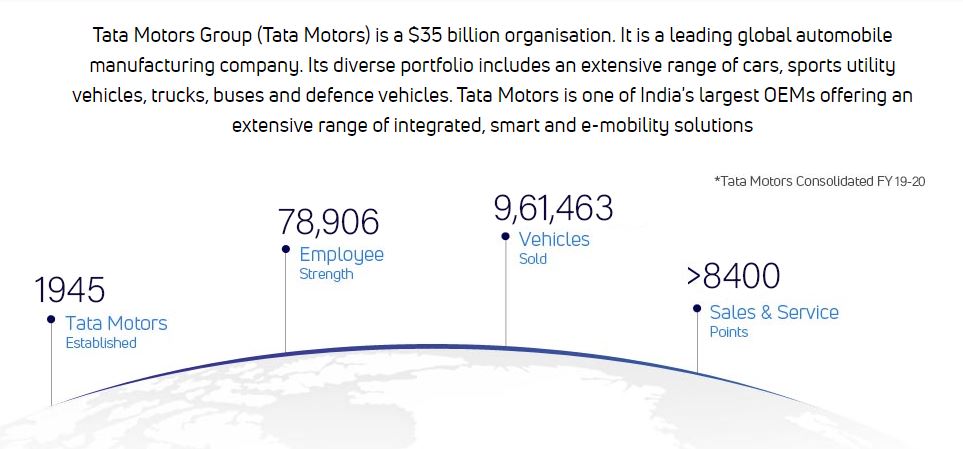 Tata Motors Group (Tata Motors) is a $35 billion organisation. It is a leading global automobile
manufacturing company. Its diverse portfolio includes an extensive range of cars, sports utility
vehicles, trucks, buses and defence vehicles. Tata Motors is one of India's largest OEMs offering an
extensive range of integrated, smart and e-mobility solutions
*Tata Motors Consolidated FY 19-20
1945
Tata Motors
Established
78,906
Employee
Strength
9,61,463
Vehicles
Sold
>8400
Sales & Service
Points